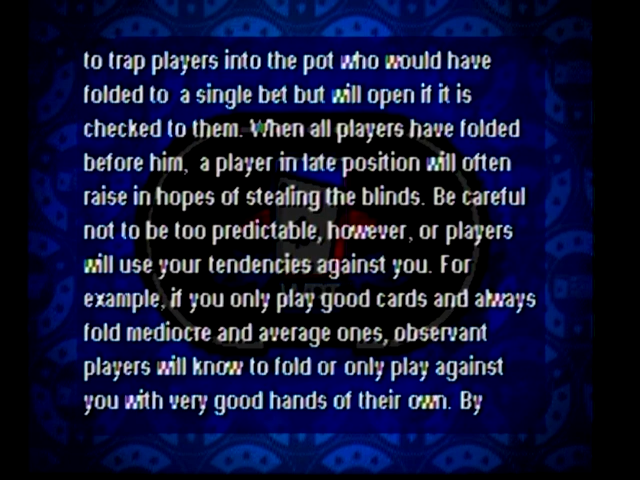 to trap players into the pot who would have
folded to  a single bet but will open if it is
checked to them. When all players have folded
before him,  a player in late position will often
raise in hopes of stealing the blinds. Be careful
not to be too predictable, however, or players
will use your tendencies against you. For
example, if you only play good cards and always
fold mediocre and average ones, observant
players will know to fold or only play against
you with very good hands of their own. By